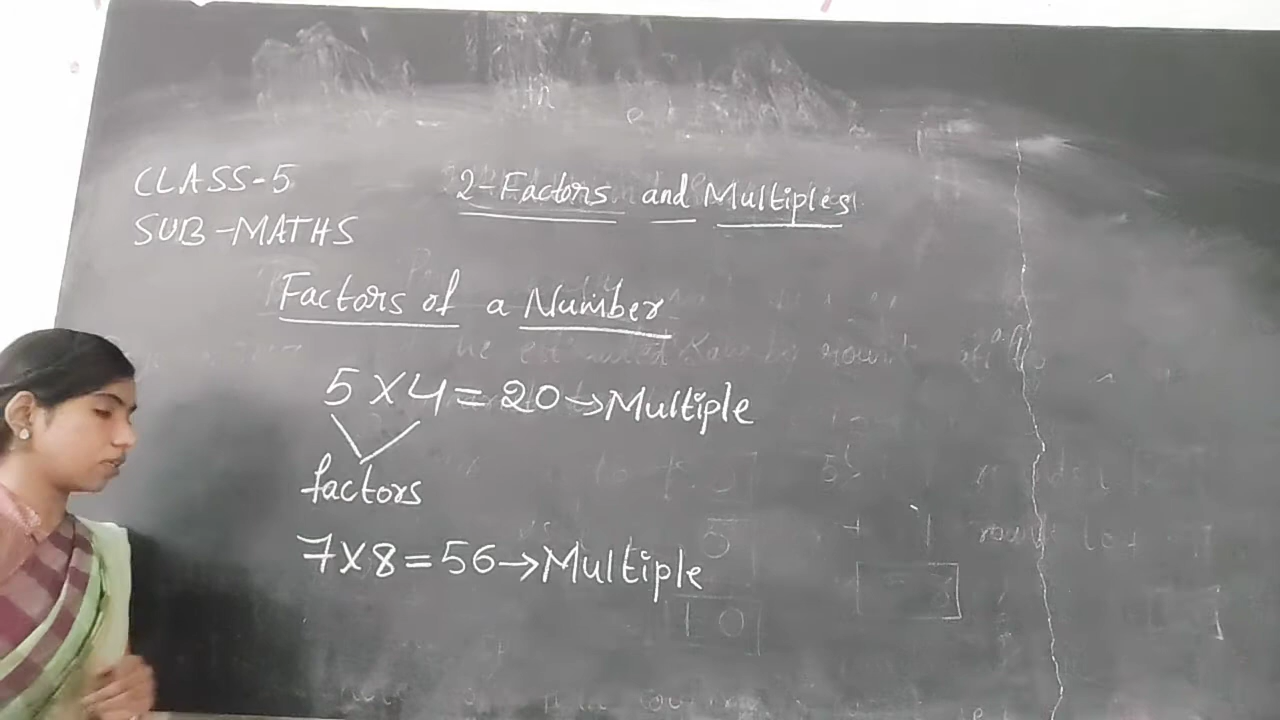 CLASS-5
2-Factors and Multiples
SUB-MATHS
Factors of a Number
5×4=20→Multiple
factors
7×8=56→Multiple